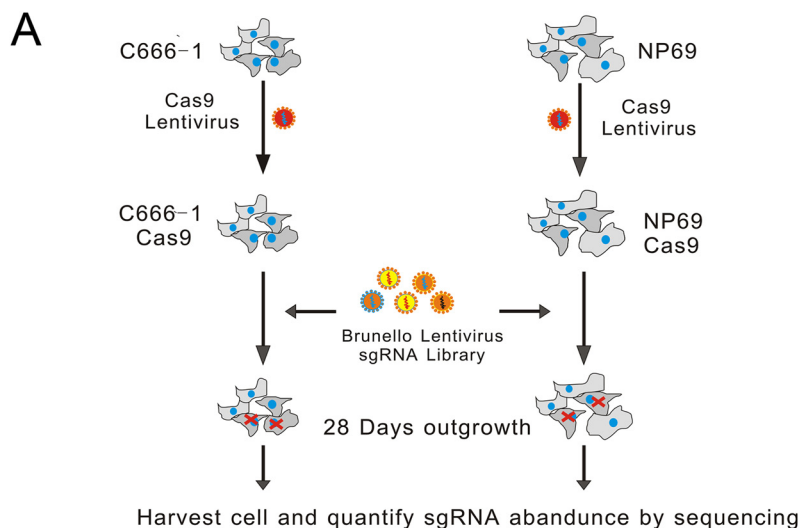 A
C666-1
NP69
Cas9
Lentivirus
Cas9
Lentivirus
C666-1
Cas9
NP69
Cas9
Brunello Lentivirus
sgRNA Library
28 Days outgrowth
Harvest cell and quantify sgRNA abandunce by sequencing